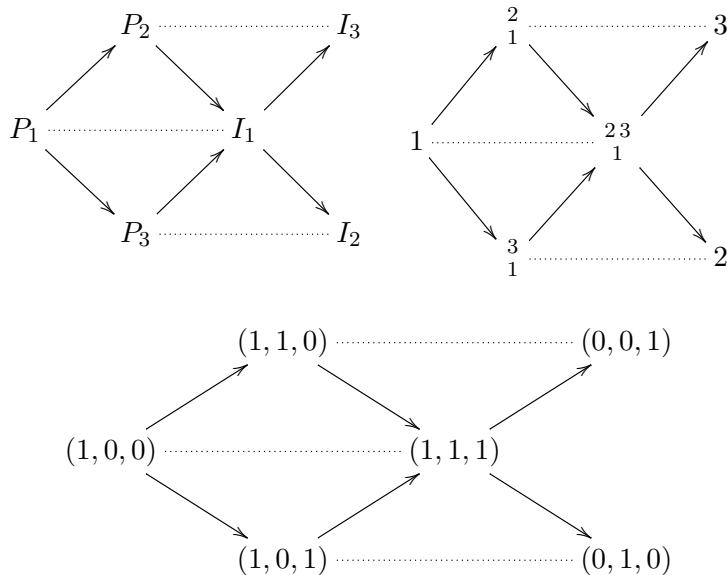 P₂ I₃
P₁ I₁
P₃ I₂
2
1 3
1 2 3
1
3
1 2
(1, 1, 0) (0, 0, 1)
(1, 0, 0) (1, 1, 1)
(1, 0, 1) (0, 1, 0)